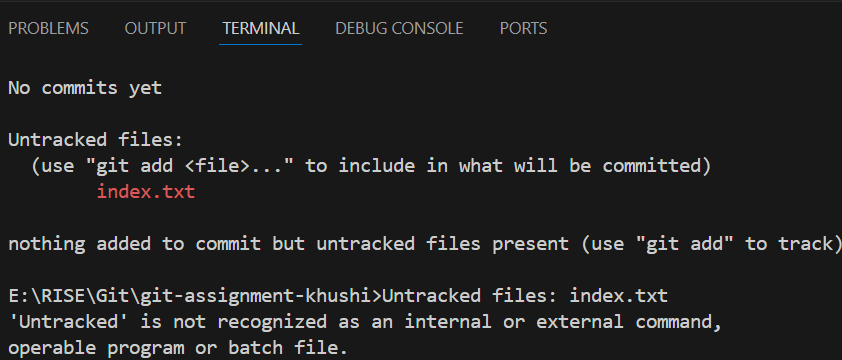 PROBLEMS OUTPUT TERMINAL DEBUG CONSOLE PORTS
No commits yet
Untracked files:
(use "git add <file>..." to include in what will be committed)
index.txt
nothing added to commit but untracked files present (use "git add" to track)
E:\RISE\Git\git-assignment-khushi>Untracked files: index.txt
'Untracked' is not recognized as an internal or external command,
operable program or batch file.